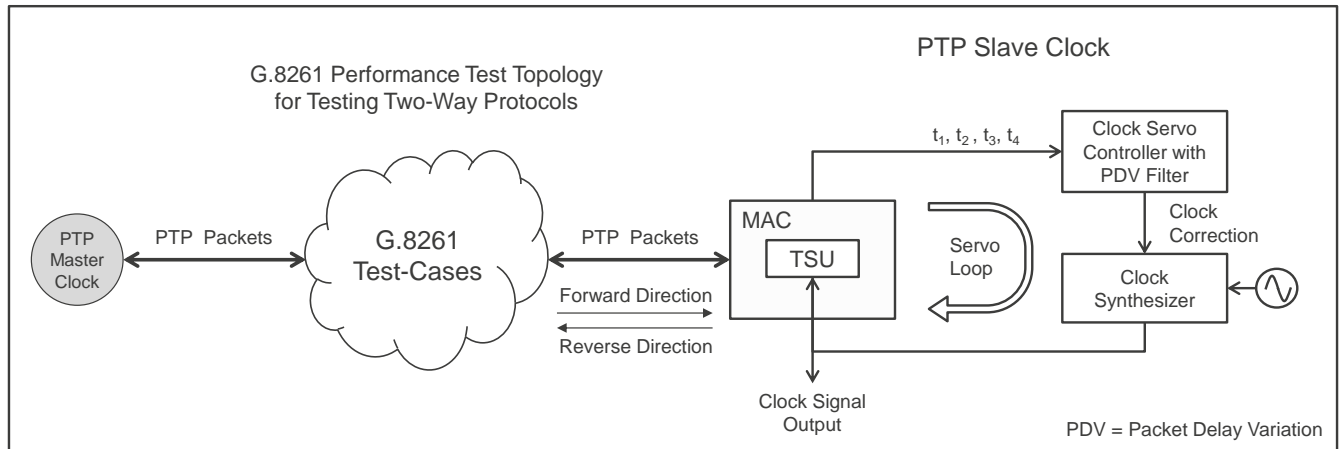 PTP Slave Clock
G.8261 Performance Test Topology
for Testing Two-Way Protocols
PTP
Master
Clock
PTP Packets
G.8261
Test-Cases
PTP Packets
Forward Direction
Reverse Direction
MAC
TSU
t₁, t₂ , t₃, t₄
Clock Servo
Controller with
PDV Filter
Servo
Loop
Clock
Correction
Clock
Synthesizer
Clock Signal
Output
PDV = Packet Delay Variation